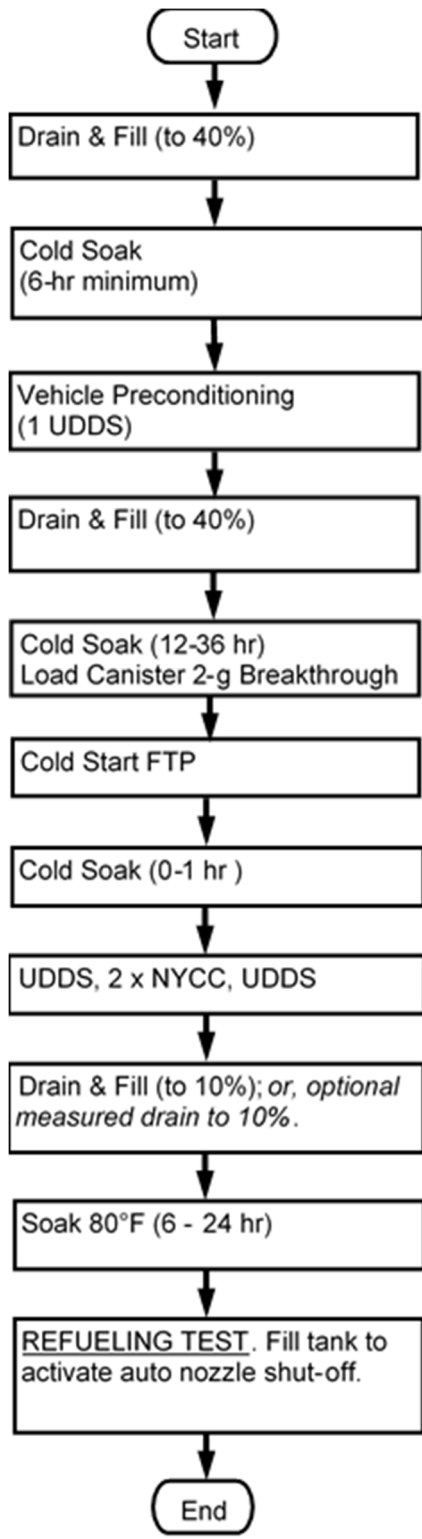 Start
Drain & Fill (to 40%)
Cold Soak
(6-hr minimum)
Vehicle Preconditioning
(1 UDDS)
Drain & Fill (to 40%)
Cold Soak (12-36 hr)
Load Canister 2-g Breakthrough
Cold Start FTP
Cold Soak (0-1 hr )
UDDS, 2 x NYCC, UDDS
Drain & Fill (to 10%); or, optional
measured drain to 10%.
Soak 80°F (6 - 24 hr)
REFUELING TEST. Fill tank to
activate auto nozzle shut-off.
End